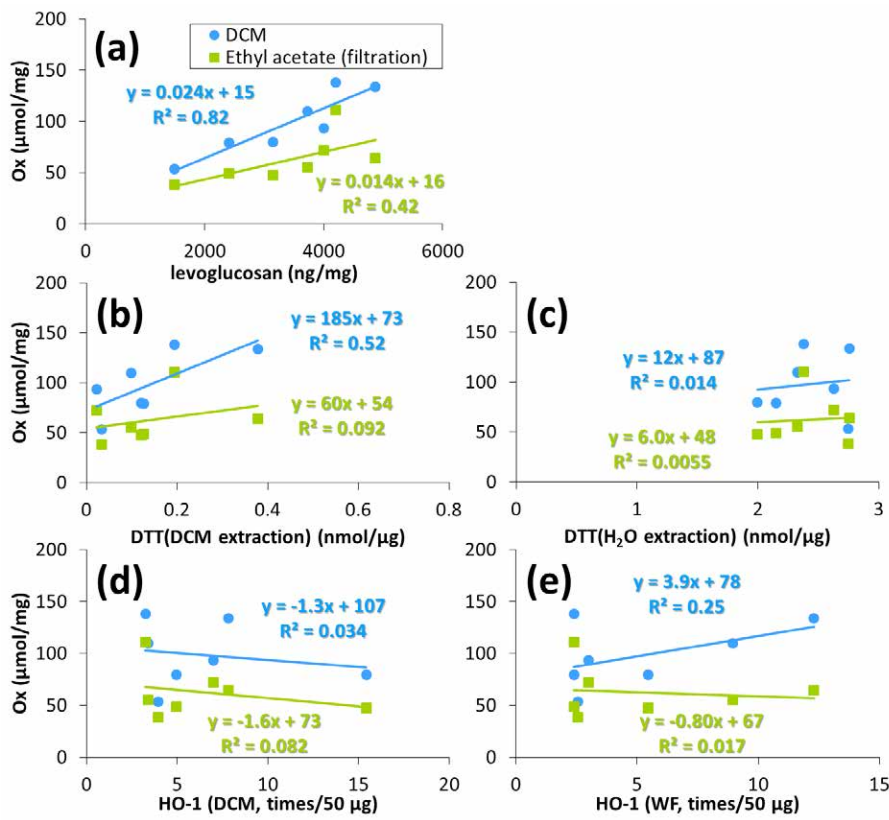 (a)
DCM
Ethyl acetate (filtration)
Ox (µmol/mg)
200
150
100
50
0
y = 0.024x + 15
R² = 0.82
y = 0.014x + 16
R² = 0.42
0 2000 4000 6000
levoglucosan (ng/mg)
(b)
Ox (µmol/mg)
200
150
100
50
0
y = 185x + 73
R² = 0.52
y = 60x + 54
R² = 0.092
0 0.2 0.4 0.6 0.8
DTT(DCM extraction) (nmol/µg)
(c)
200
150
100
50
0
y = 12x + 87
R² = 0.014
y = 6.0x + 48
R² = 0.0055
0 1 2 3
DTT(H₂O extraction) (nmol/µg)
(d)
Ox (µmol/mg)
200
150
100
50
0
y = -1.3x + 107
R² = 0.034
y = -1.6x + 73
R² = 0.082
0 5 10 15 20
HO-1 (DCM, times/50 µg)
(e)
200
150
100
50
0
y = 3.9x + 78
R² = 0.25
y = -0.80x + 67
R² = 0.017
0 5 10 15
HO-1 (WF, times/50 µg)